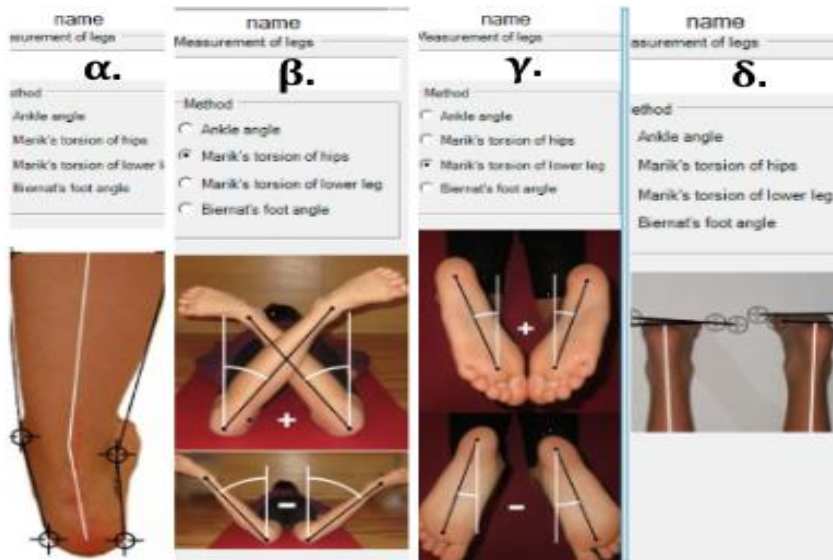 name
asurement of legs
α.
ethod
Ankle angle
Marik's torsion of hips
Marik's torsion of lower l
Biernat's foot angle
name
Measurement of legs
β.
Method
Ankle angle
Marik's torsion of hips
Marik's torsion of lower leg
Biernat's foot angle
+
-
name
Measurement of legs
γ.
Method
Ankle angle
Marik's torsion of hips
Marik's torsion of lower leg
Biernat's foot angle
+
-
name
asurement of legs
δ.
ethod
Ankle angle
Marik's torsion of hips
Marik's torsion of lower leg
Biernat's foot angle